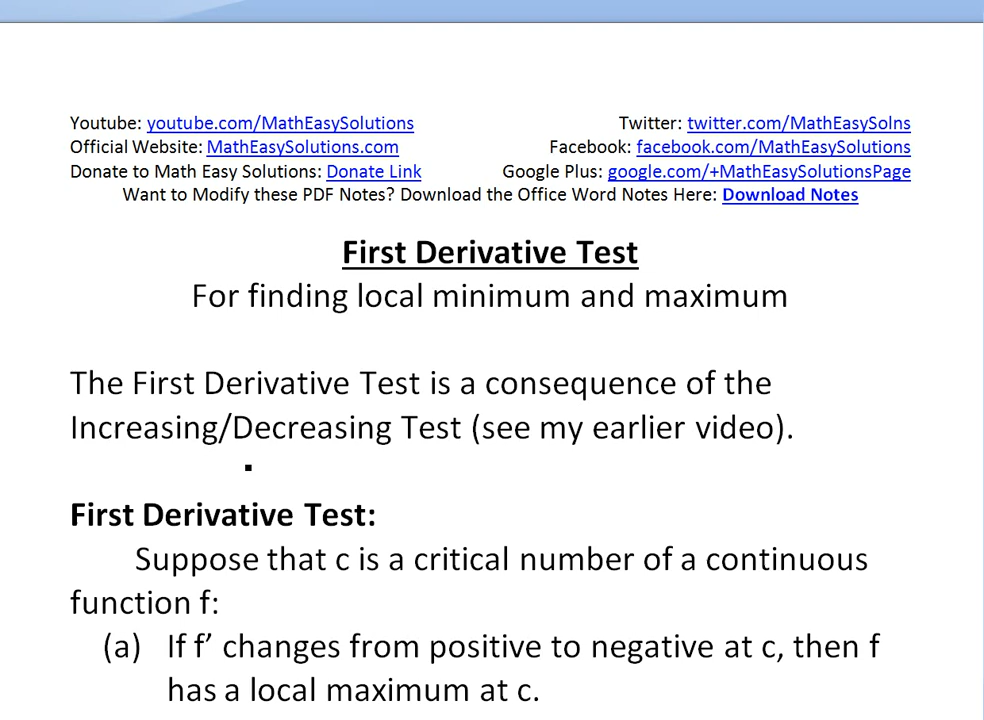 Youtube: youtube.com/MathEasySolutions Twitter: twitter.com/MathEasySolns
Official Website: MathEasySolutions.com Facebook: facebook.com/MathEasySolutions
Donate to Math Easy Solutions: Donate Link Google Plus: google.com/+MathEasySolutionsPage
Want to Modify these PDF Notes? Download the Office Word Notes Here: Download Notes
First Derivative Test
For finding local minimum and maximum
The First Derivative Test is a consequence of the
Increasing/Decreasing Test (see my earlier video).
First Derivative Test:
Suppose that c is a critical number of a continuous
function f:
(a) If f’ changes from positive to negative at c, then f
has a local maximum at c.